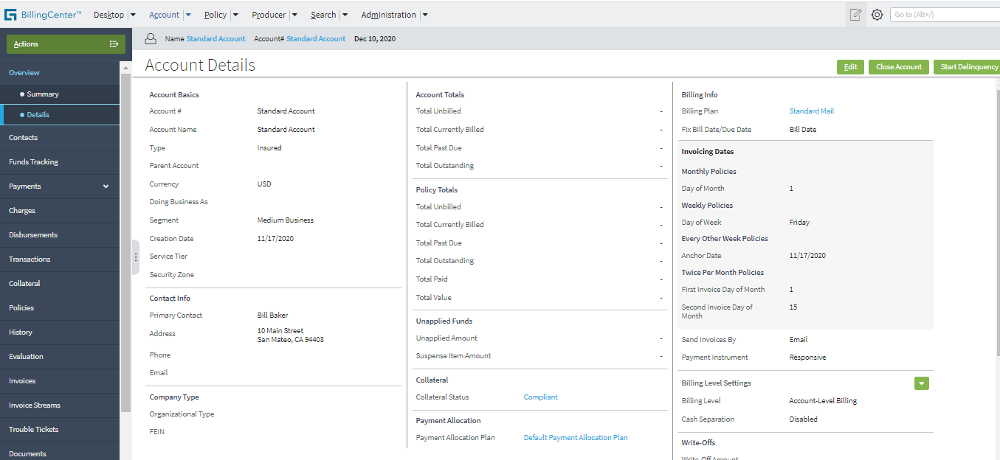 BillingCenter™ Desktop Account Policy Producer Search Administration Go to (Alt+/)
Actions
Name Standard Account Account# Standard Account Dec 10, 2020
Overview
Summary
Details
Contacts
Funds Tracking
Payments
Charges
Disbursements
Transactions
Collateral
Policies
History
Evaluation
Invoices
Invoice Streams
Trouble Tickets
Documents
Account Details
Edit Close Account Start Delinquency
Account Basics
Account # Standard Account
Account Name Standard Account
Type Insured
Parent Account
Currency USD
Doing Business As
Segment Medium Business
Creation Date 11/17/2020
Service Tier
Security Zone
Contact Info
Primary Contact Bill Baker
Address 10 Main Street
San Mateo, CA 94403
Phone
Email
Company Type
Organizational Type
FEIN
Account Totals
Total Unbilled -
Total Currently Billed -
Total Past Due -
Total Outstanding -
Policy Totals
Total Unbilled -
Total Currently Billed -
Total Past Due -
Total Outstanding -
Total Paid -
Total Value -
Unapplied Funds
Unapplied Amount -
Suspense Item Amount -
Collateral
Collateral Status Compliant
Payment Allocation
Payment Allocation Plan Default Payment Allocation Plan
Billing Info
Billing Plan Standard Mail
Fix Bill Date/Due Date Bill Date
Invoicing Dates
Monthly Policies
Day of Month 1
Weekly Policies
Day of Week Friday
Every Other Week Policies
Anchor Date 11/17/2020
Twice Per Month Policies
First Invoice Day of Month 1
Second Invoice Day of 15
Month
Send Invoices By Email
Payment Instrument Responsive
Billing Level Settings
Billing Level Account-Level Billing
Cash Separation Disabled
Write-Offs
Write-Off Amount